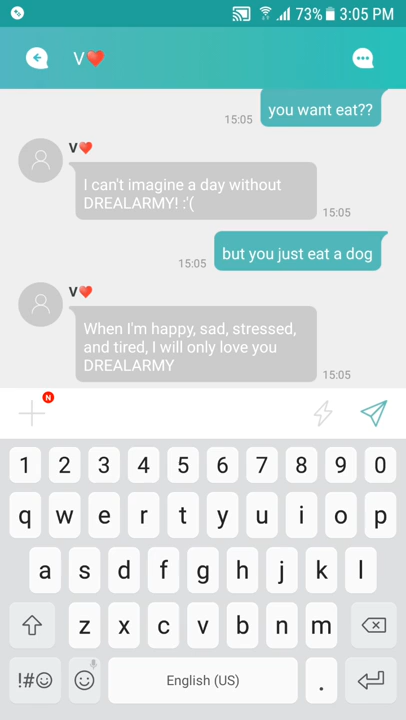 73% 3:05 PM
V❤️
you want eat??
15:05
V❤️
I can't imagine a day without
DREALARMY! :'(
15:05
but you just eat a dog
15:05
V❤️
When I'm happy, sad, stressed,
and tired, I will only love you
DREALARMY
15:05
N
1 2 3 4 5 6 7 8 9 0
q w e r t y u i o p
a s d f g h j k l
z x c v b n m
!#☺ English (US) .